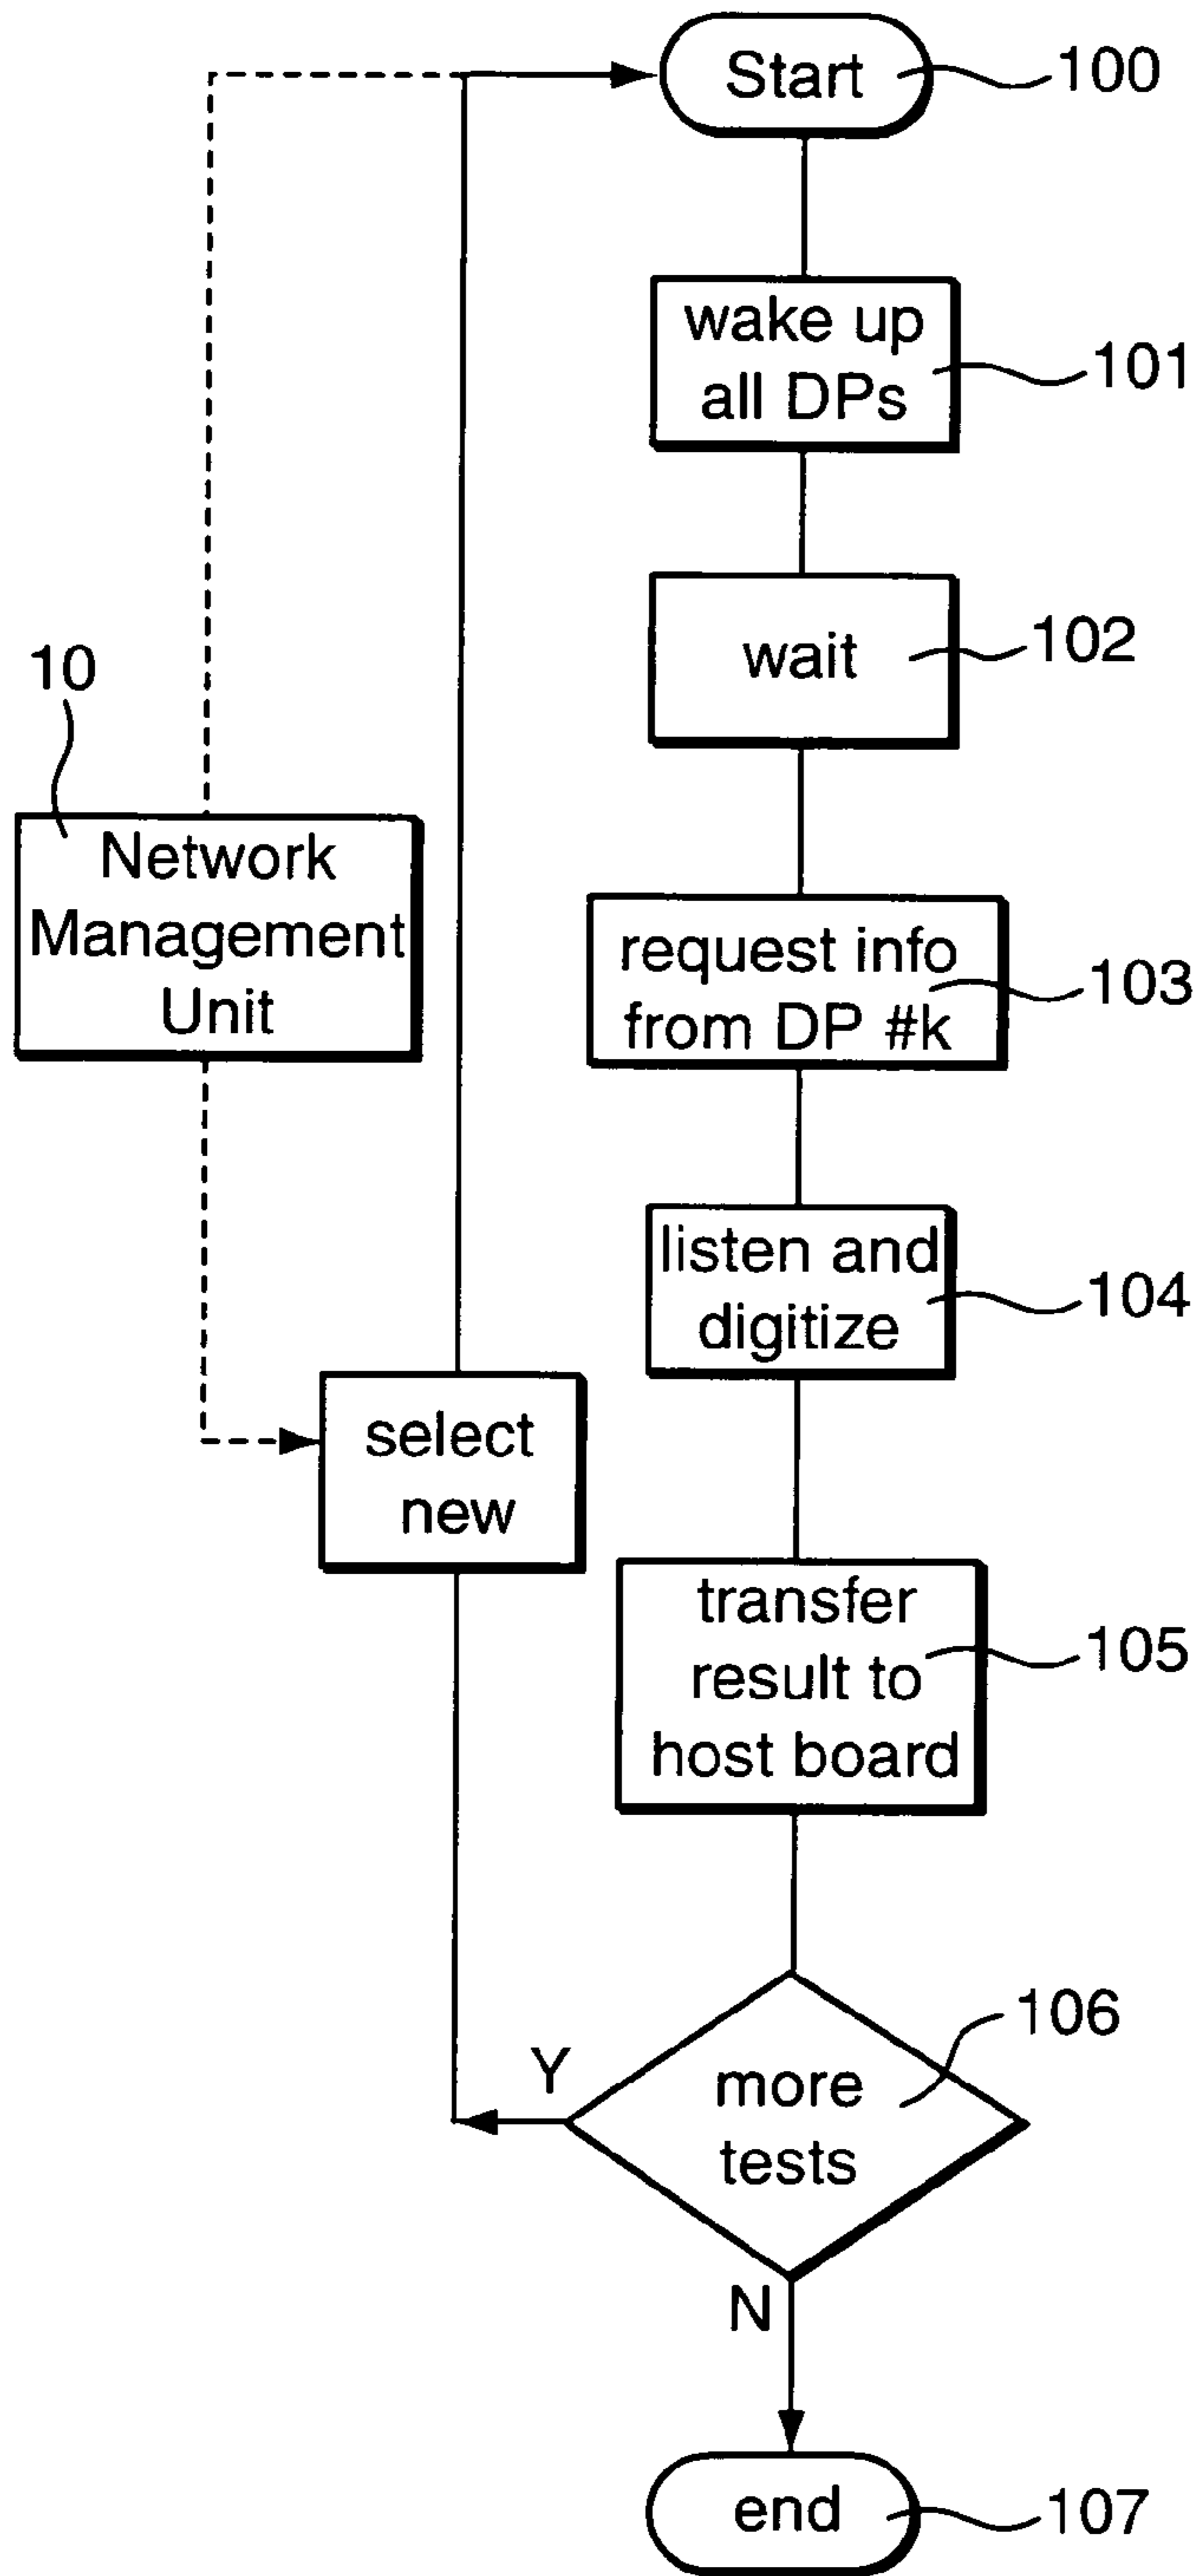 Start
100
wake up
all DPs
101
wait
102
10
Network
Management
Unit
request info
from DP #k
103
listen and
digitize
104
select
new
transfer
result to
host board
105
106
Y
more
tests
N
end
107